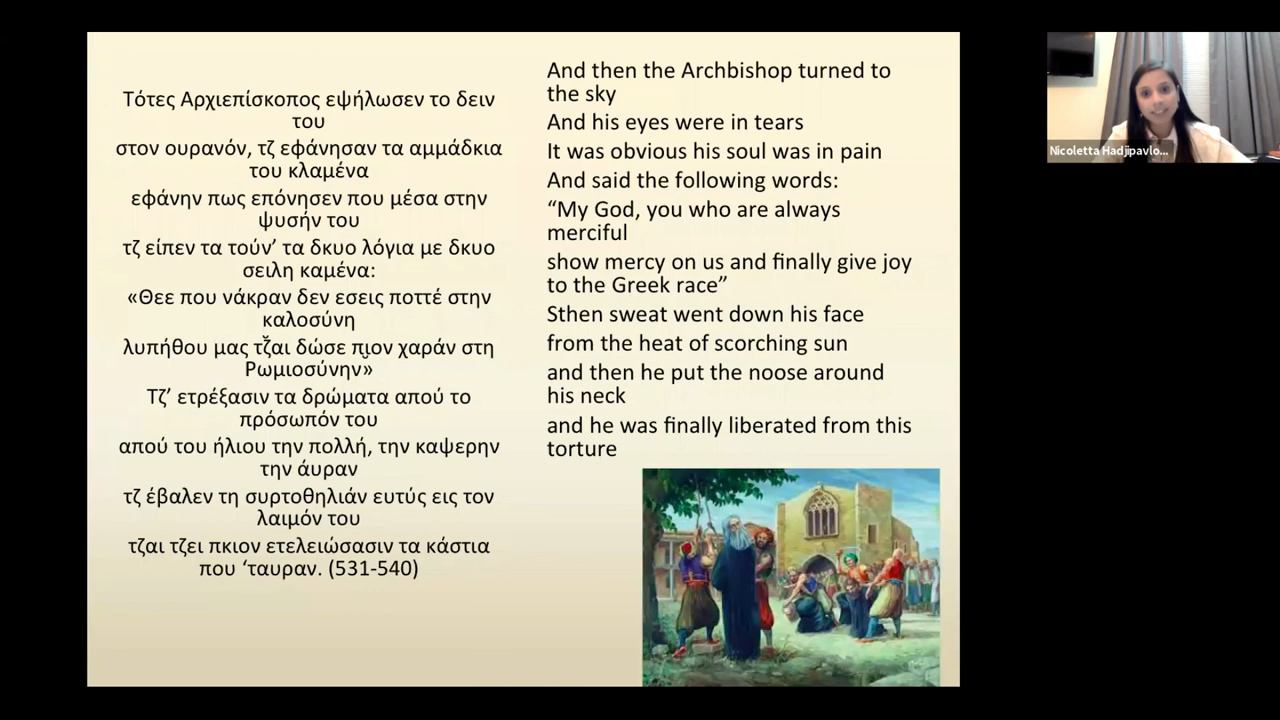 Τότες Αρχιεπίσκοπος εψήλωσεν το δειν
του
στον ουρανόν, τζ εφάνησαν τα αμμάδκια
του κλαμένα
εφάνην πως επόνησεν που μέσα στην
ψυσήν του
τζ είπεν τα τούν’ τα δκυο λόγια με δκυο
σειλη καμένα:
«Θεε που νάκραν δεν εσεις ποττέ στην
καλοσύνη
λυπήθου μας τζ̌αι δώσε πιον χαράν στη
Ρωμιοσύνην»
Τζ̌’ ετρέξασιν τα δρώματα απού το
πρόσωπόν του
απού του ήλιου την πολλή, την καψερην
την άυραν
τζ έβαλεν τη συρτοθηλιάν ευτύς εις τον
λαιμόν του
τζαι τζει πκιον ετελειώσασιν τα κάστια
που ‘ταυραν. (531-540)
And then the Archbishop turned to
the sky
And his eyes were in tears
It was obvious his soul was in pain
And said the following words:
“My God, you who are always
merciful
show mercy on us and finally give joy
to the Greek race”
Sthen sweat went down his face
from the heat of scorching sun
and then he put the noose around
his neck
and he was finally liberated from this
torture
Nicoletta Hadjipavlo...